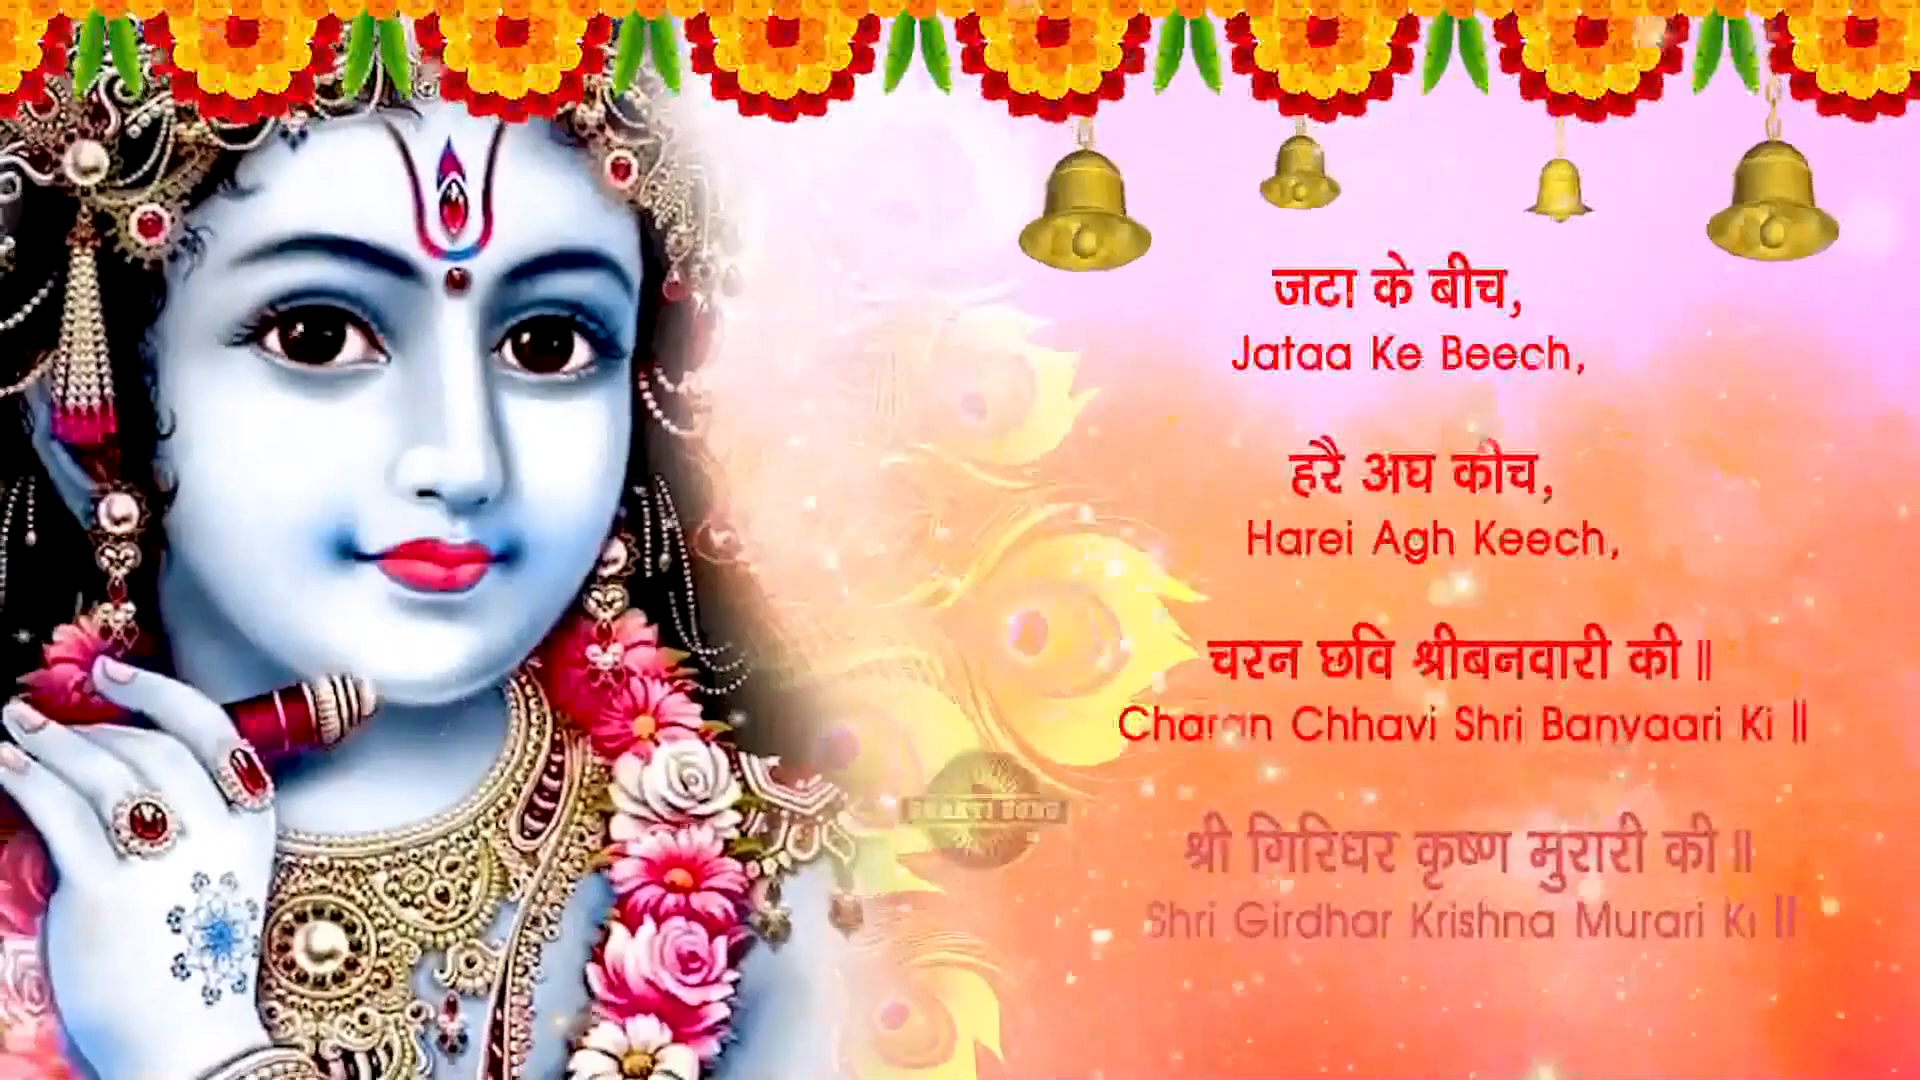 जटा के बीच,
Jataa Ke Beech,
हरै अघ कीच,
Harei Agh Keech,
चरन छवि श्रीबनवारी की॥
Charan Chhavi Shri Banvaari Ki ||
श्री गिरिधर कृष्ण मुरारी की॥
Shri Girdhar Krishna Murari Ki ||